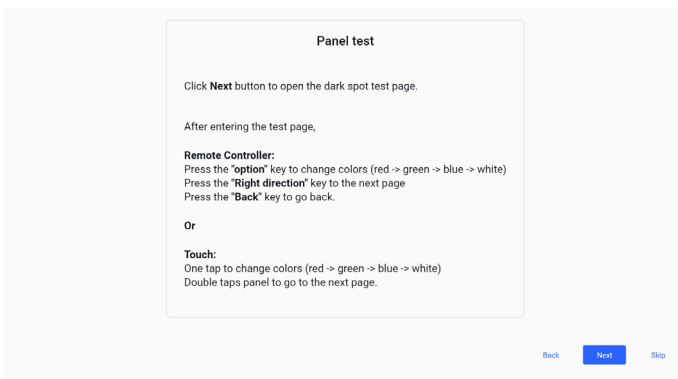 Panel test
Click Next button to open the dark spot test page.
After entering the test page,
Remote Controller:
Press the "option" key to change colors (red -> green -> blue -> white)
Press the "Right direction" key to the next page
Press the "Back" key to go back.
Or
Touch:
One tap to change colors (red -> green -> blue -> white)
Double taps panel to go to the next page.
Back Next Skip